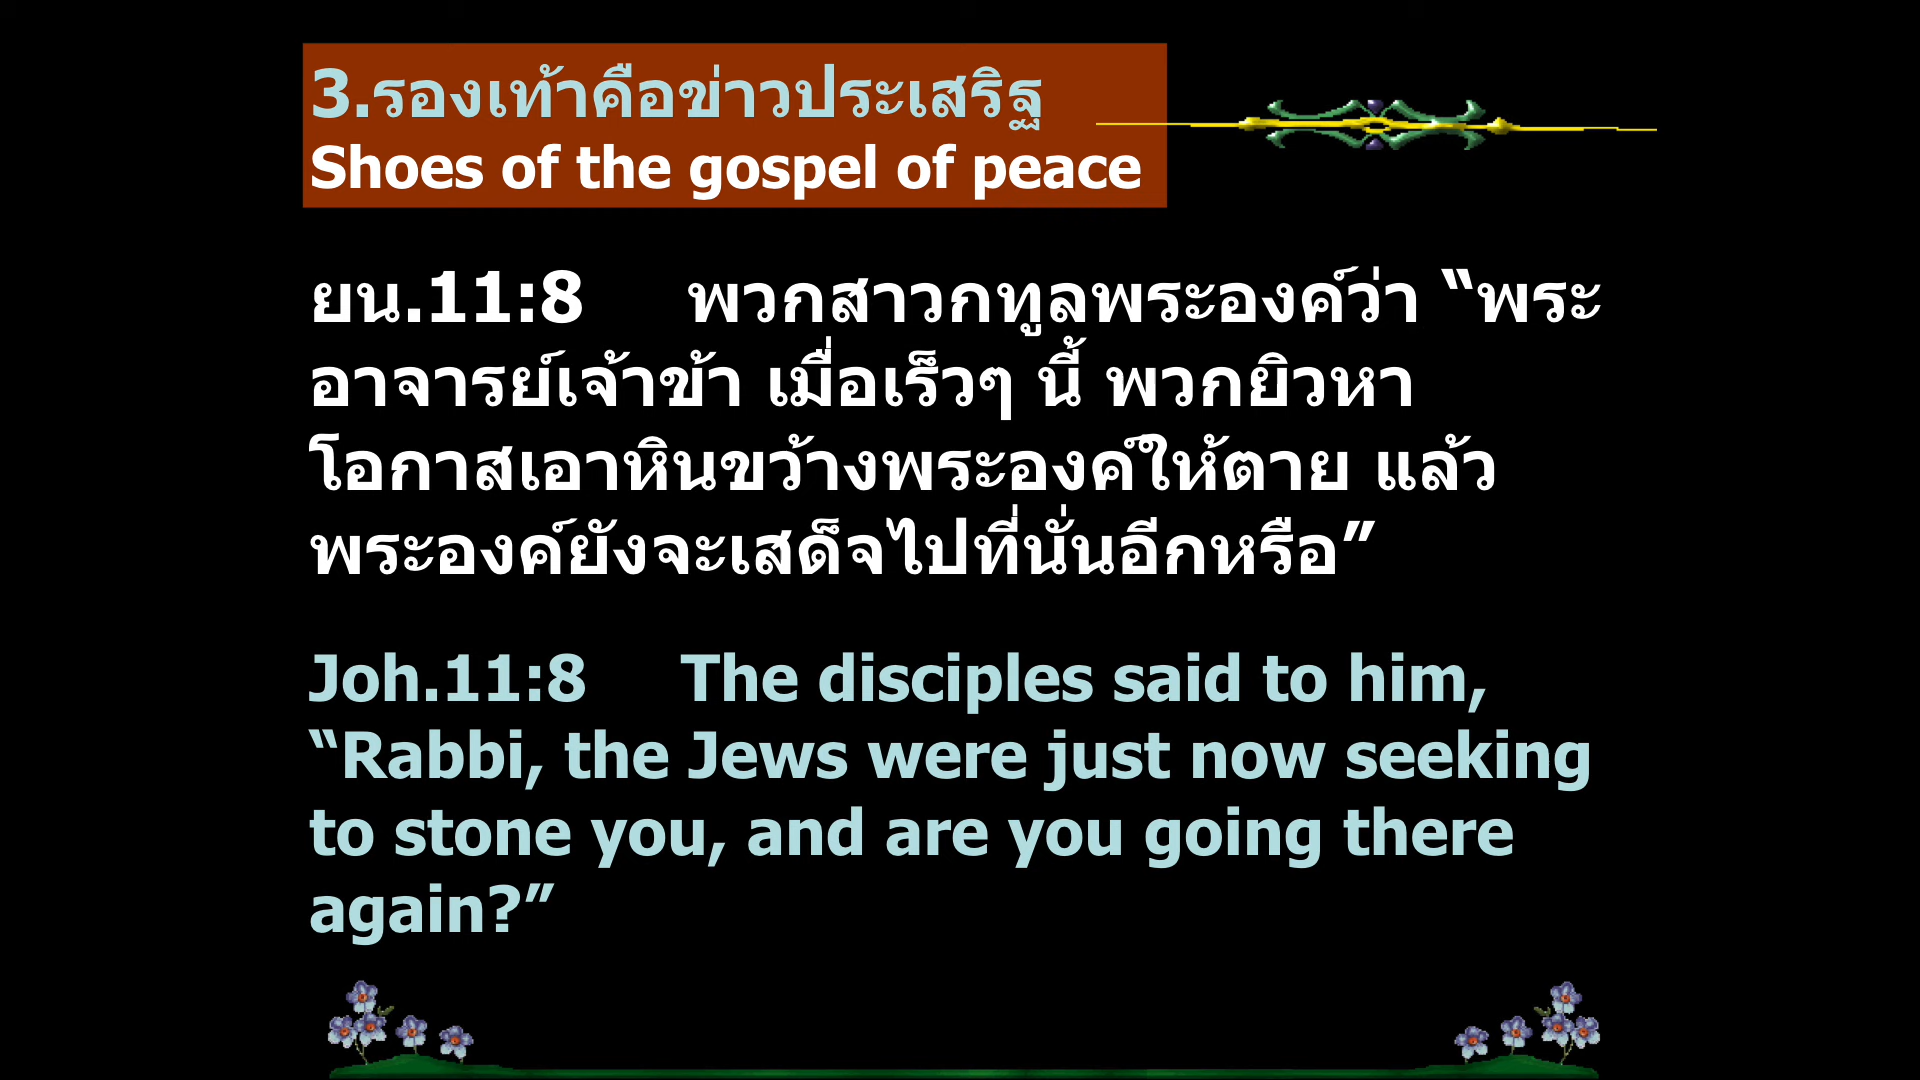 3.รองเท้าคือข่าวประเสริฐ
Shoes of the gospel of peace
ยน.11:8 พวกสาวกทูลพระองค์ว่า “พระ
อาจารย์เจ้าข้า เมื่อเร็วๆ นี้ พวกยิวหา
โอกาสเอาหินขว้างพระองค์ให้ตาย แล้ว
พระองค์ยังจะเสด็จไปที่นั่นอีกหรือ”
Joh.11:8 The disciples said to him,
“Rabbi, the Jews were just now seeking
to stone you, and are you going there
again?”